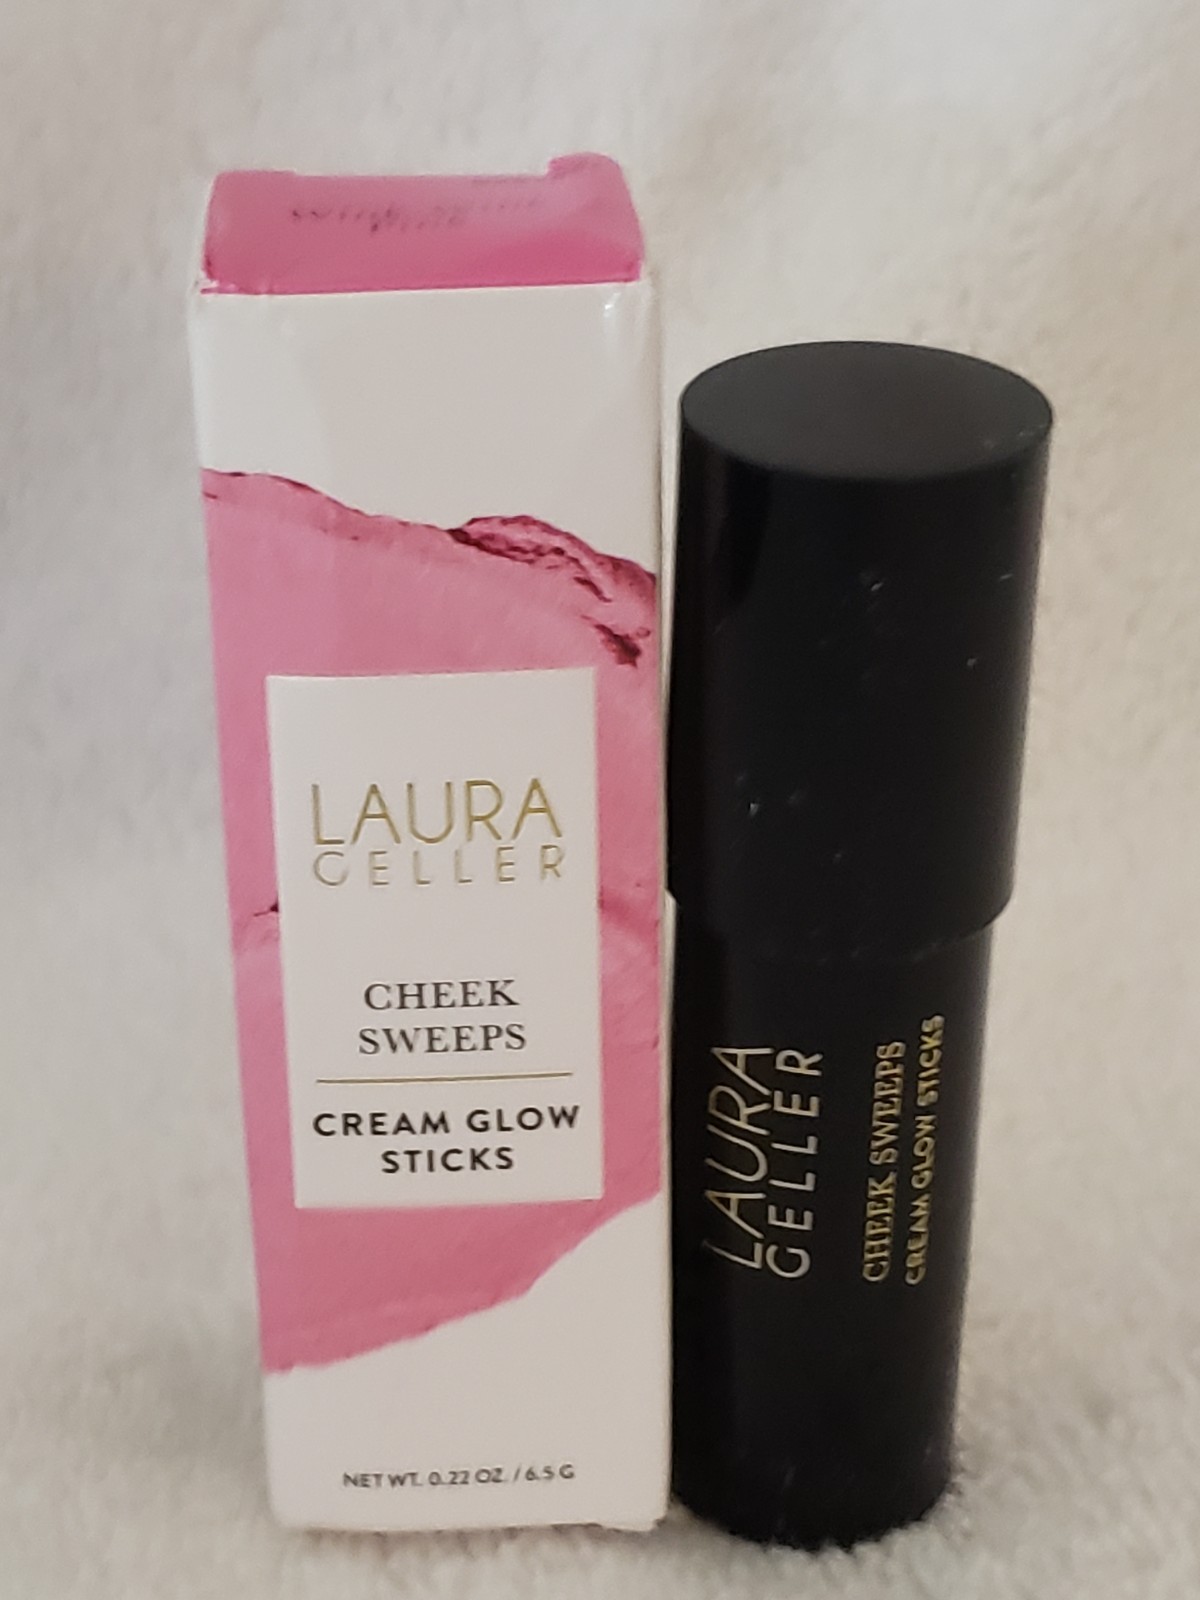 LAURA
GELLER
CHEEK
SWEEPS
CREAM GLOW
STICKS
NET WT. 0.22 OZ. / 6.5 G
LAURA
GELLER
CHEEK SWEEPS
CREAM GLOW STICKS